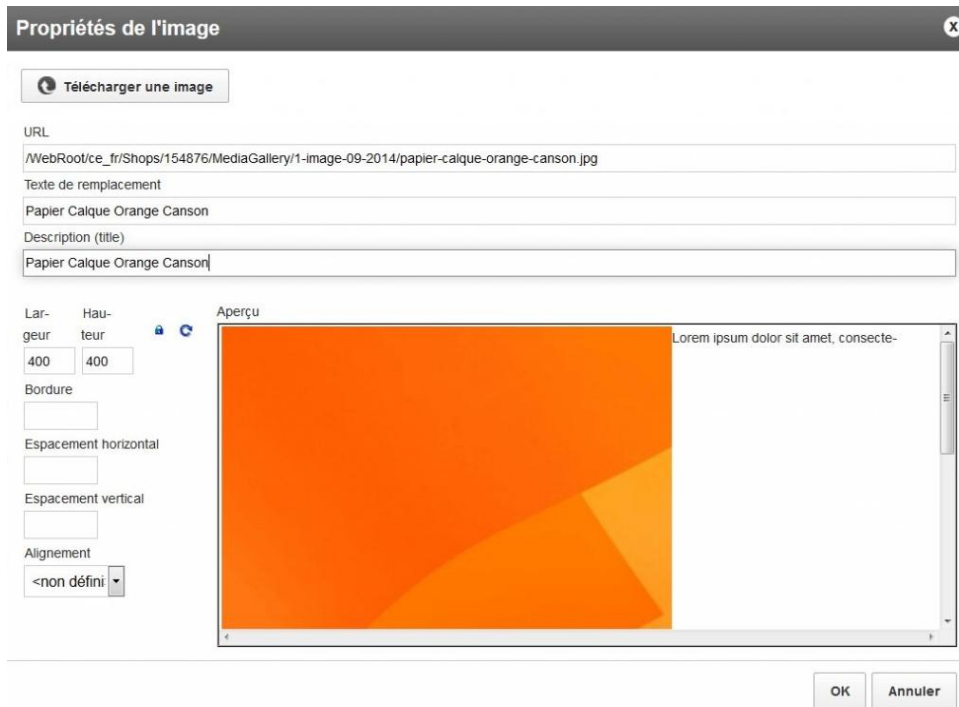 Propriétés de l'image
X
Télécharger une image
URL
/WebRoot/ce_fr/Shops/154876/MediaGallery/1-image-09-2014/papier-calque-orange-canson.jpg
Texte de remplacement
Papier Calque Orange Canson
Description (title)
Papier Calque Orange Canson
Lar-
geur
Hau-
teur
Aperçu
400
400
Lorem ipsum dolor sit amet, consecte-
Bordure
Espacement horizontal
Espacement vertical
Alignement
<non défini
OK
Annuler